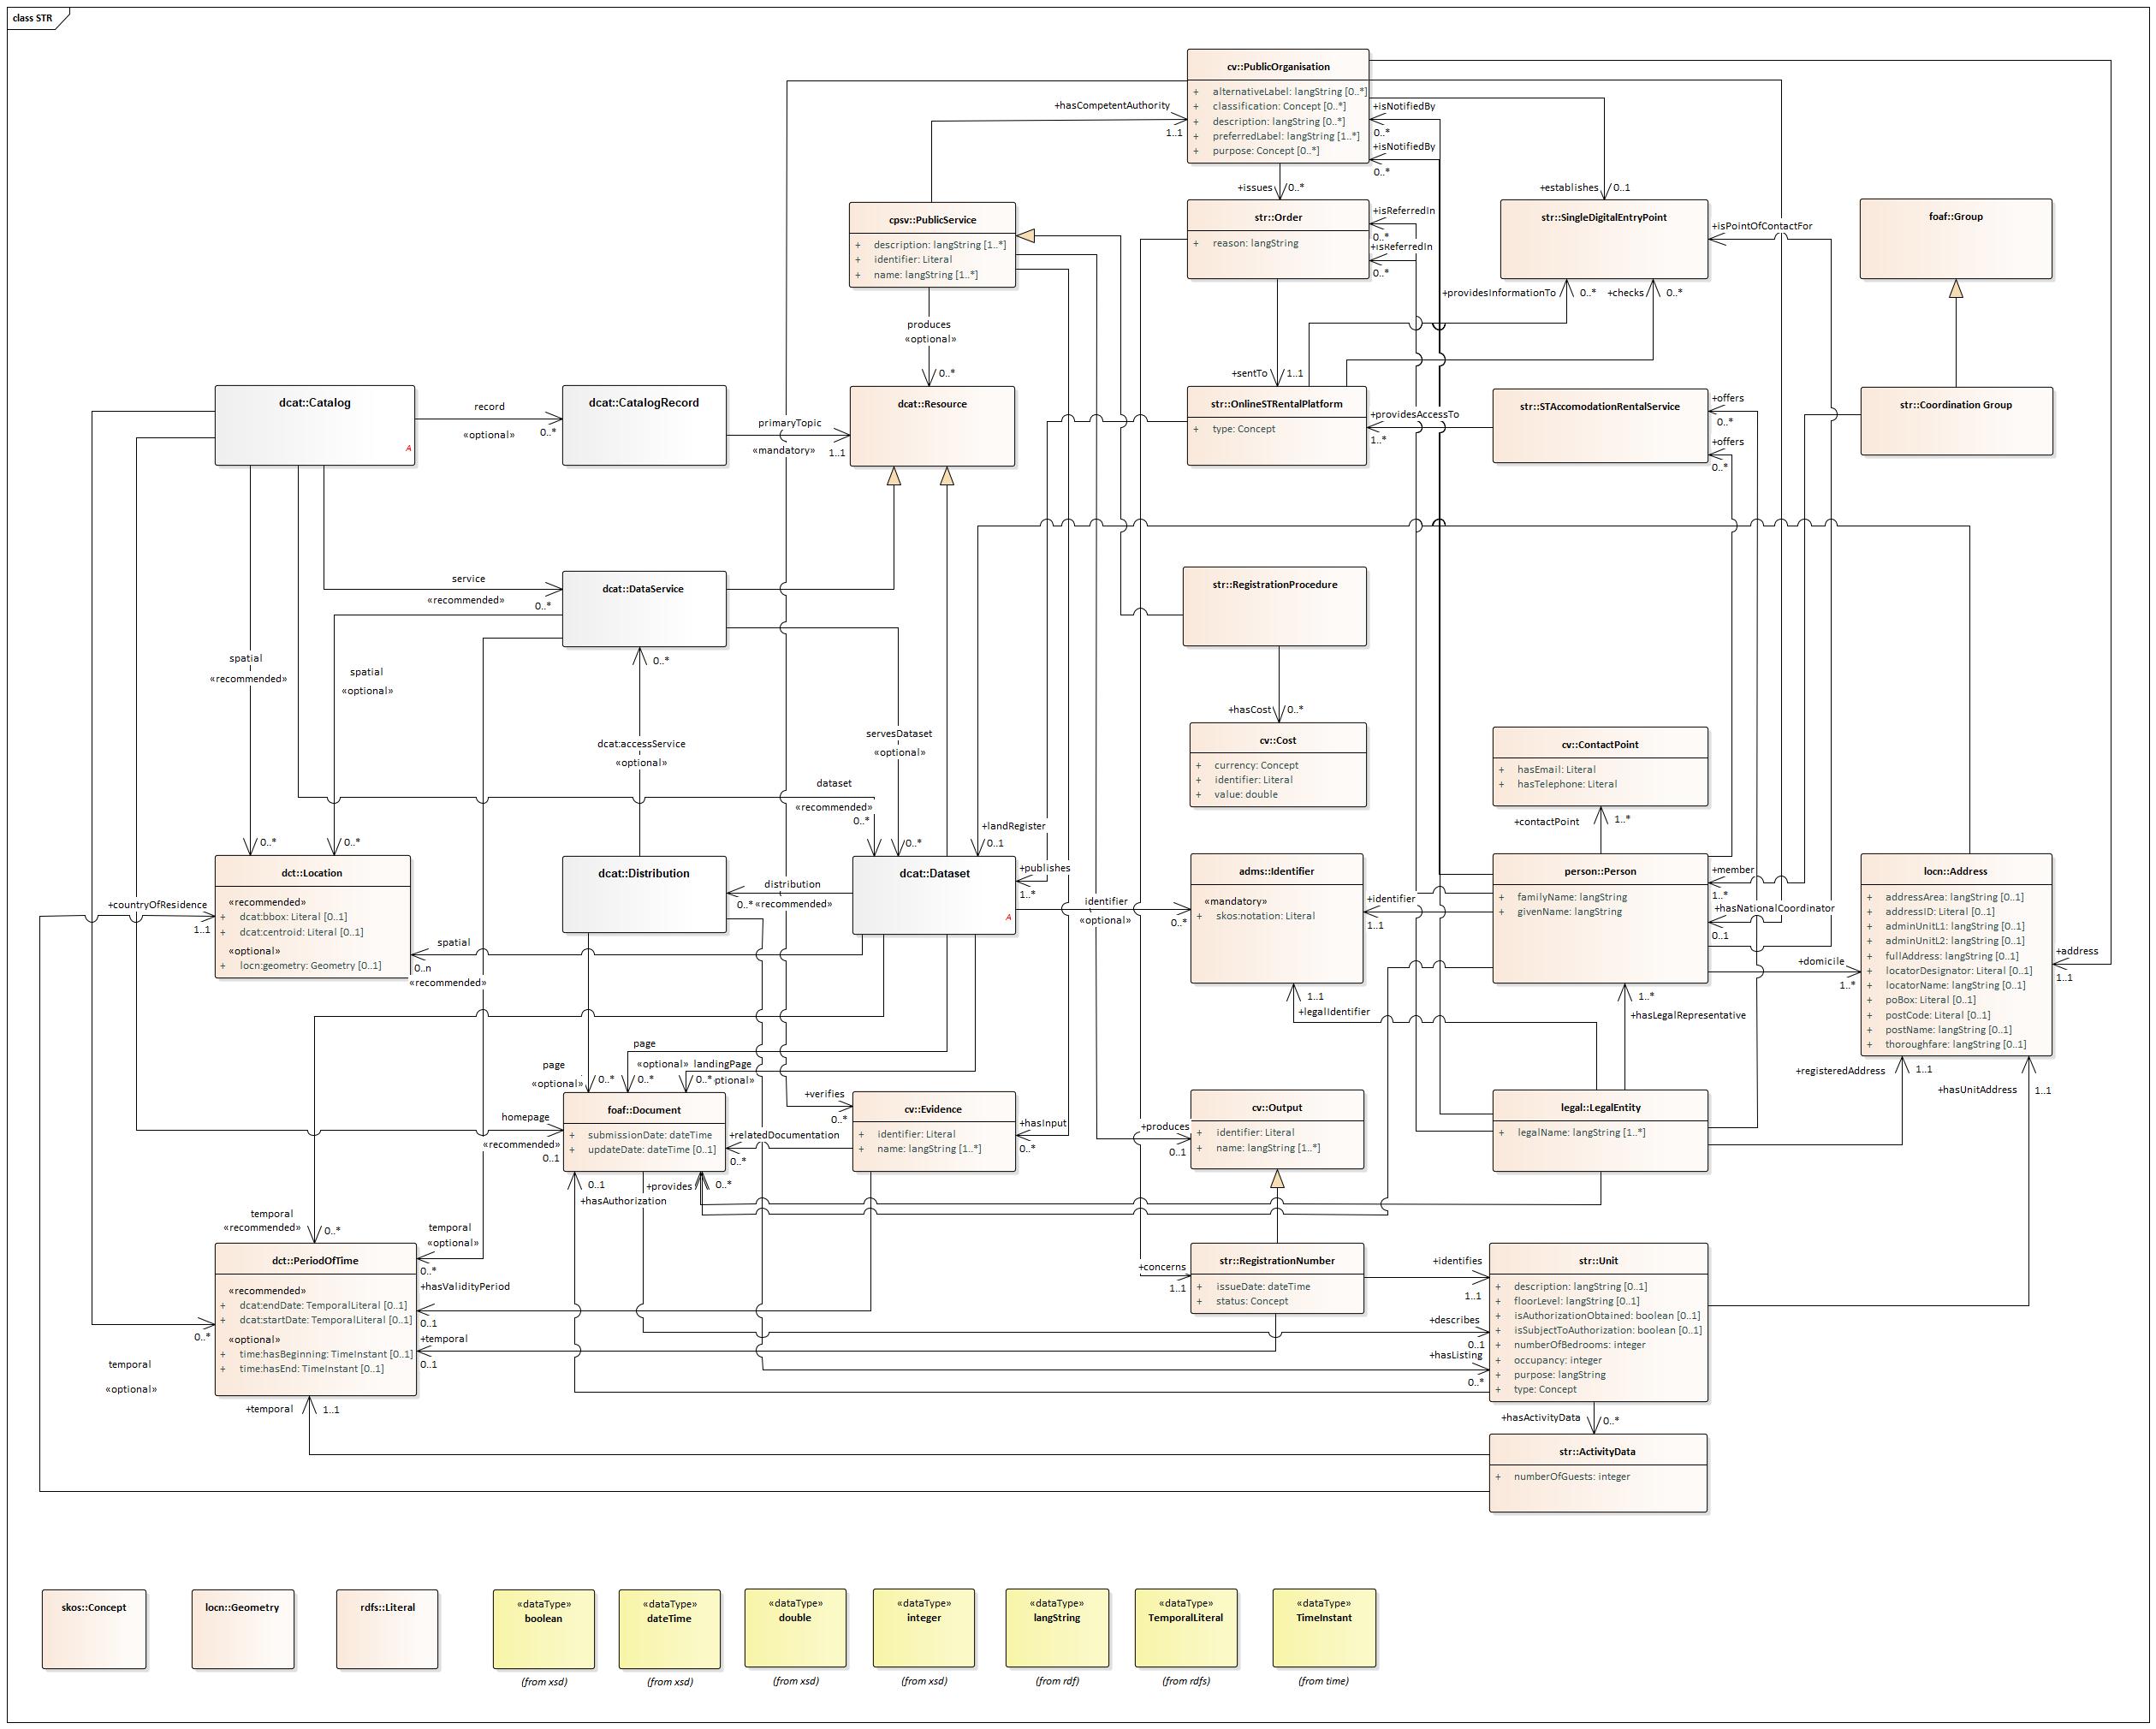 class STR
cv::PublicOrganisation
+ alternativeLabel: langString [0..*]
+ classification: Concept [0..*]
+ description: langString [0..*]
+ preferredLabel: langString [1..*]
+ purpose: Concept [0..*]
+hasCompetentAuthority
1..1
+isNotifiedBy
0..*
+isNotifiedBy
0..*
+issues
0..*
+establishes
0..1
cpsv::PublicService
+ description: langString [1..*]
+ identifier: Literal
+ name: langString [1..*]
str::Order
+ reason: langString
+isReferredIn
0..*
+isReferredIn
0..*
str::SingleDigitalEntryPoint
+isPointOfContactFor
foaf::Group
+providesInformationTo
0..*
+checks
0..*
produces
«optional»
0..*
+sentTo
1..1
dcat::Catalog
A
record
«optional»
0..*
dcat::CatalogRecord
primaryTopic
«mandatory»
1..1
dcat::Resource
str::OnlineSTRentalPlatform
+ type: Concept
+providesAccessTo
1..*
str::STAccomodationRentalService
+offers
0..*
+offers
0..*
str::Coordination Group
service
«recommended»
0..*
dcat::DataService
0..*
str::RegistrationProcedure
spatial
«recommended»
spatial
«optional»
+hasCost
0..*
dcat:accessService
«optional»
servesDataset
«optional»
cv::Cost
+ currency: Concept
+ identifier: Literal
+ value: double
cv::ContactPoint
+ hasEmail: Literal
+ hasTelephone: Literal
dataset
«recommended»
0..*
0..*
0..*
0..*
+landRegister
0..1
+contactPoint
1..*
dct::Location
«recommended»
+ dcat:bbox: Literal [0..1]
+ dcat:centroid: Literal [0..1]
«optional»
+ locn:geometry: Geometry [0..1]
+countryOfResidence
1..1
dcat::Distribution
distribution
«recommended»
0..*
dcat::Dataset
A
+publishes
1..*
identifier
«optional»
0..*
adms::Identifier
«mandatory»
+ skos:notation: Literal
+identifier
1..1
person::Person
+ familyName: langString
+ givenName: langString
+member
1..*
+hasNationalCoordinator
0..1
+domicile
1..*
locn::Address
+ addressArea: langString [0..1]
+ addressID: Literal [0..1]
+ adminUnitL1: langString [0..1]
+ adminUnitL2: langString [0..1]
+ fullAddress: langString [0..1]
+ locatorDesignator: Literal [0..1]
+ locatorName: langString [0..1]
+ poBox: Literal [0..1]
+ postCode: Literal [0..1]
+ postName: langString [0..1]
+ thoroughfare: langString [0..1]
+address
1..1
spatial
0..n
«recommended»
1..1
+legalIdentifier
1..*
+hasLegalRepresentative
page
«optional»
0..*
page
«optional»
0..*
landingPage
0..*
ptional»
+registeredAddress
1..1
+hasUnitAddress
1..1
homepage
«recommended»
0..1
foaf::Document
+ submissionDate: dateTime
+ updateDate: dateTime [0..1]
+verifies
0..*
+relatedDocumentation
0..*
cv::Evidence
+ identifier: Literal
+ name: langString [1..*]
+hasInput
0..*
+produces
0..1
cv::Output
+ identifier: Literal
+ name: langString [1..*]
legal::LegalEntity
+ legalName: langString [1..*]
0..1
+hasAuthorization
+provides
0..*
temporal
«recommended»
0..*
temporal
«optional»
0..*
dct::PeriodOfTime
«recommended»
+ dcat:endDate: TemporalLiteral [0..1]
+ dcat:startDate: TemporalLiteral [0..1]
«optional»
+ time:hasBeginning: TimeInstant [0..1]
+ time:hasEnd: TimeInstant [0..1]
+hasValidityPeriod
0..1
+temporal
0..1
0..*
temporal
«optional»
+temporal
1..1
+concerns
1..1
str::RegistrationNumber
+ issueDate: dateTime
+ status: Concept
+identifies
1..1
+describes
0..1
+hasListing
0..*
str::Unit
+ description: langString [0..1]
+ floorLevel: langString [0..1]
+ isAuthorizationObtained: boolean [0..1]
+ isSubjectToAuthorization: boolean [0..1]
+ numberOfBedrooms: integer
+ occupancy: integer
+ purpose: langString
+ type: Concept
+hasActivityData
0..*
str::ActivityData
+ numberOfGuests: integer
skos::Concept
locn::Geometry
rdfs::Literal
«dataType»
boolean
(from xsd)
«dataType»
dateTime
(from xsd)
«dataType»
double
(from xsd)
«dataType»
integer
(from xsd)
«dataType»
langString
(from rdf)
«dataType»
TemporalLiteral
(from rdfs)
«dataType»
TimeInstant
(from time)